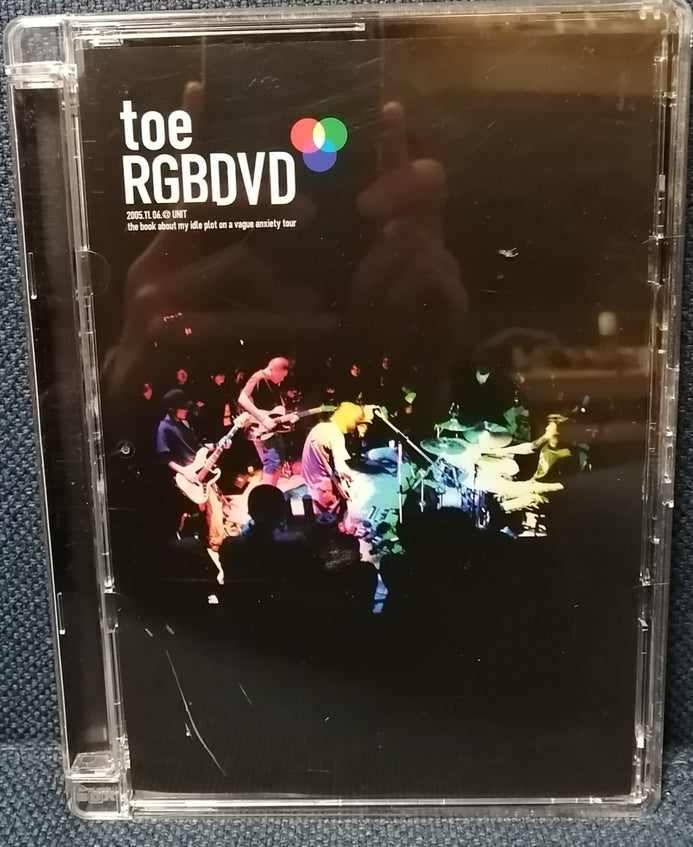 toe
RGBDVD
2005.11.06.@ UNIT
the book about my idle plot on a vague anxiety tour